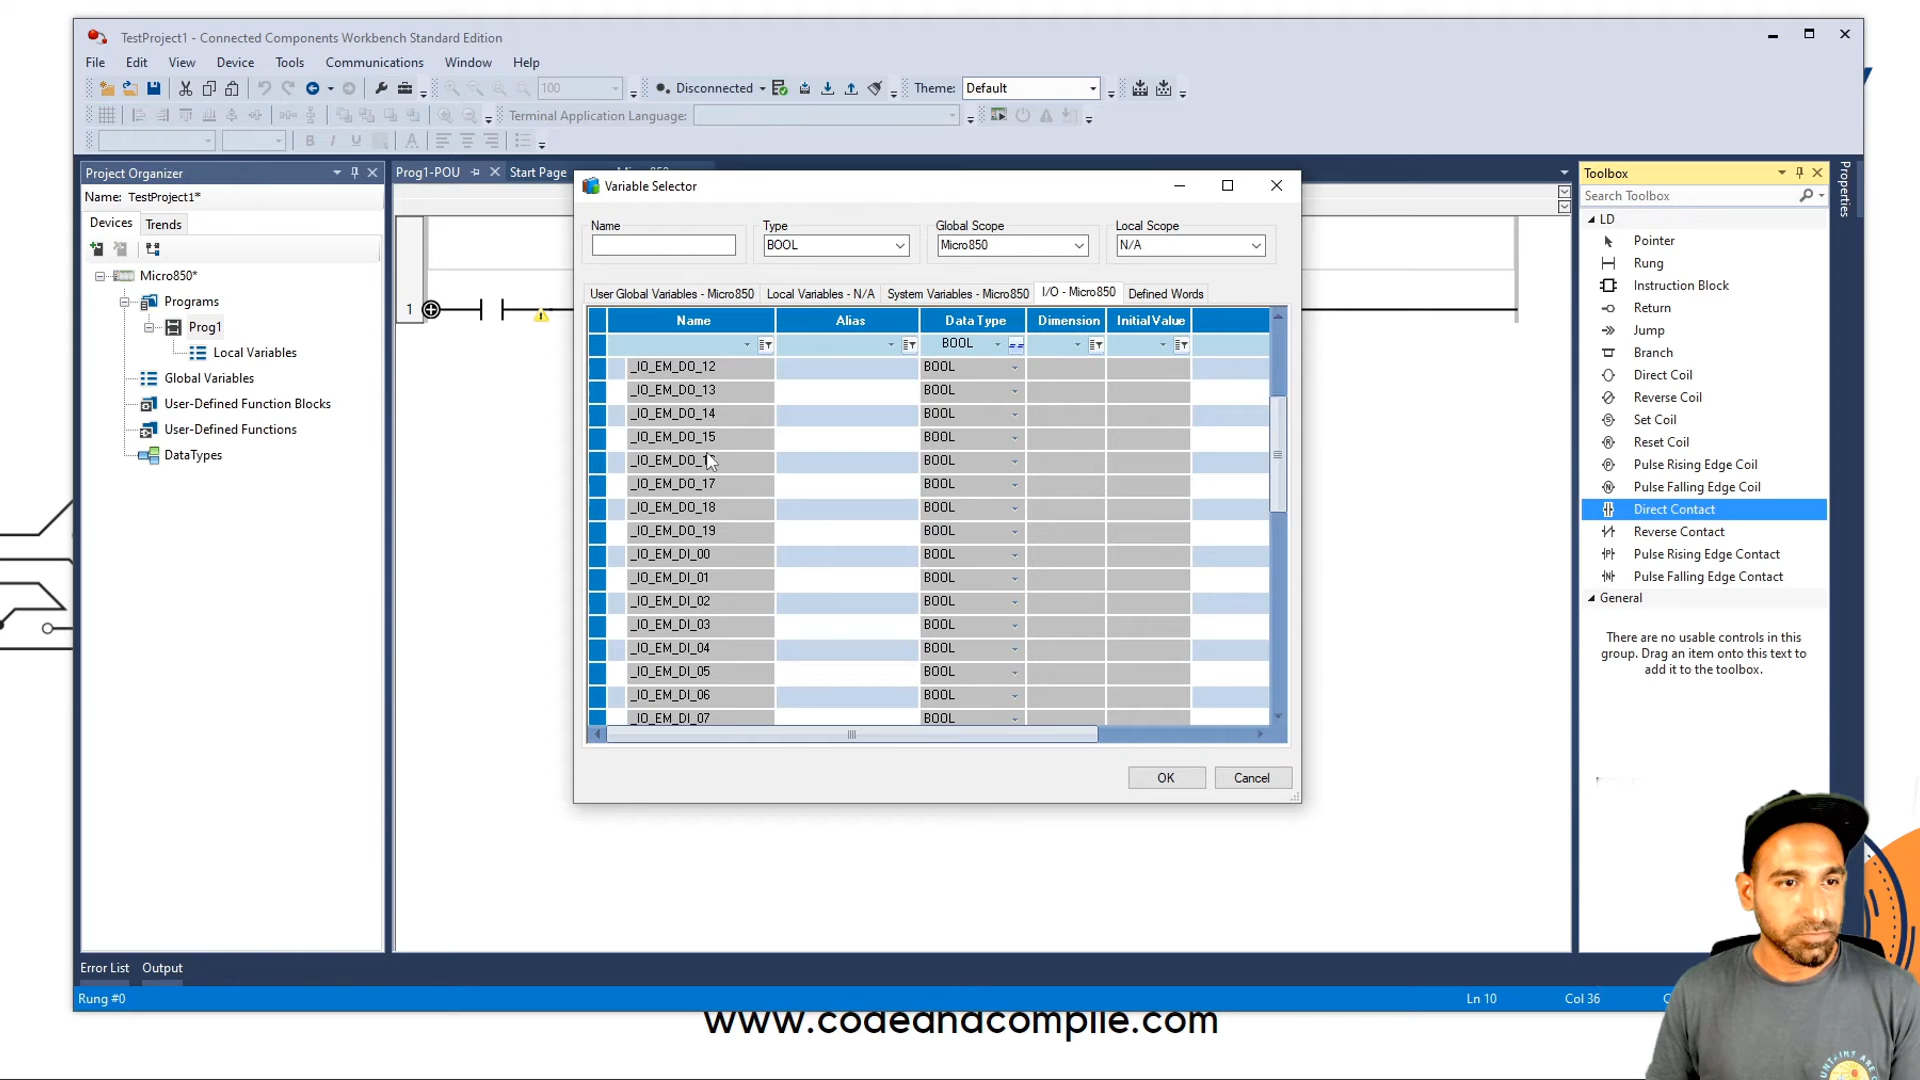 TestProject1 - Connected Components Workbench Standard Edition
File Edit View Device Tools Communications Window Help
100 Disconnected Theme: Default
Terminal Application Language:
B I U A
Project Organizer
Name: TestProject1*
Devices Trends
Micro850*
Programs
Prog1
Local Variables
Global Variables
User-Defined Function Blocks
User-Defined Functions
DataTypes
Prog1-POU Start Page
1
Variable Selector
Name Type Global Scope Local Scope
BOOL Micro850 N/A
User Global Variables - Micro850 Local Variables - N/A System Variables - Micro850 I/O - Micro850 Defined Words
Name Alias Data Type Dimension Initial Value
BOOL
_IO_EM_DO_12 BOOL
_IO_EM_DO_13 BOOL
_IO_EM_DO_14 BOOL
_IO_EM_DO_15 BOOL
_IO_EM_DO_16 BOOL
_IO_EM_DO_17 BOOL
_IO_EM_DO_18 BOOL
_IO_EM_DO_19 BOOL
_IO_EM_DI_00 BOOL
_IO_EM_DI_01 BOOL
_IO_EM_DI_02 BOOL
_IO_EM_DI_03 BOOL
_IO_EM_DI_04 BOOL
_IO_EM_DI_05 BOOL
_IO_EM_DI_06 BOOL
_IO_EM_DI_07 BOOL
OK Cancel
Toolbox
Search Toolbox
LD
Pointer
Rung
Instruction Block
Return
Jump
Branch
Direct Coil
Reverse Coil
Set Coil
Reset Coil
Pulse Rising Edge Coil
Pulse Falling Edge Coil
Direct Contact
Reverse Contact
Pulse Rising Edge Contact
Pulse Falling Edge Contact
General
There are no usable controls in this
group. Drag an item onto this text to
add it to the toolbox.
Properties
Error List Output
Rung #0 Ln 10 Col 36
www.codeandcompile.com